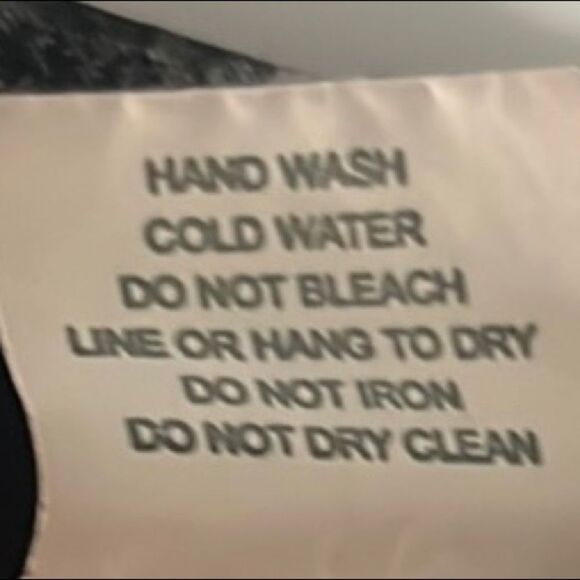 HAND WASH
COLD WATER
DO NOT BLEACH
LINE OR HANG TO DRY
DO NOT IRON
DO NOT DRY CLEAN